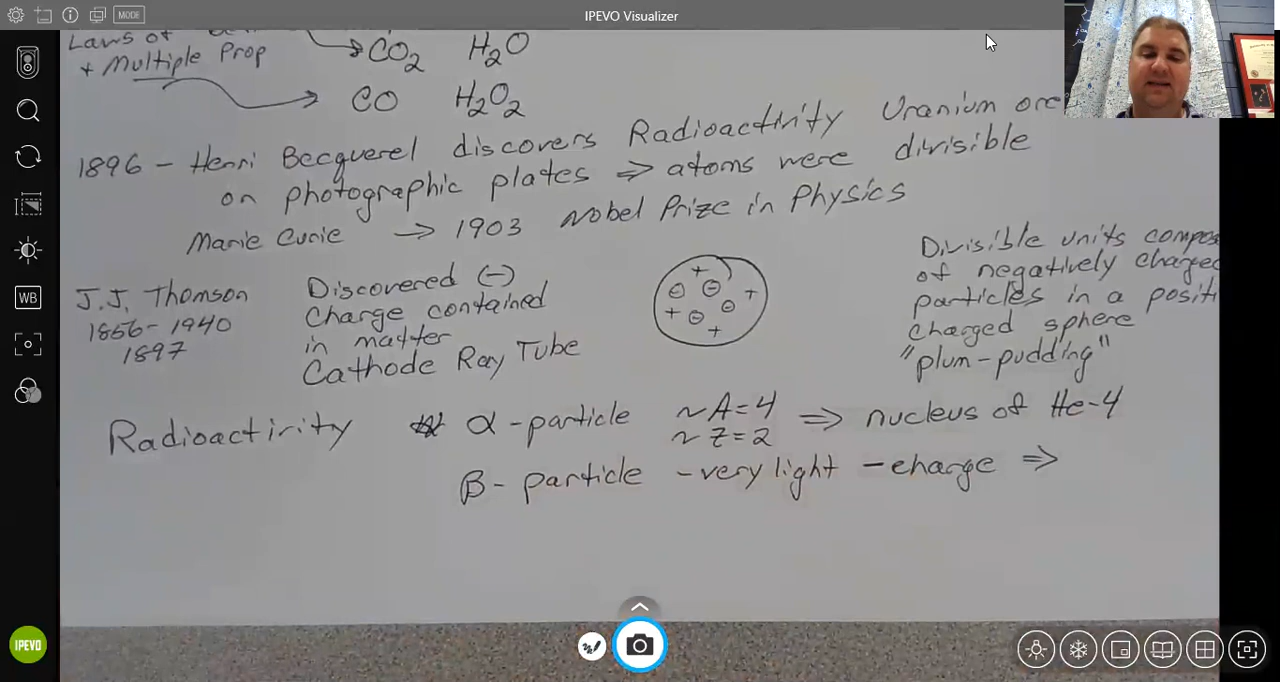 IPEVO Visualizer
MODE
Laws of
+ Multiple Prop
CO2 H2O
CO H2O2
1896 - Henri Becquerel discovers Radioactivity Uranium ore
on photographic plates => atoms were divisible
Marie Curie -> 1903 Nobel Prize in Physics
J.J. Thomson
1856-1940
1897
Discovered (-)
Charge contained
in matter
Cathode Ray Tube
+ - - +
+ - - +
Divisible units compos
of negatively charged
particles in a positi
charged sphere
"plum-pudding"
Radioactivity α-particle ~A=4 => nucleus of He-4
~Z=2
β- particle -very light -charge =>
WB
IPEVO